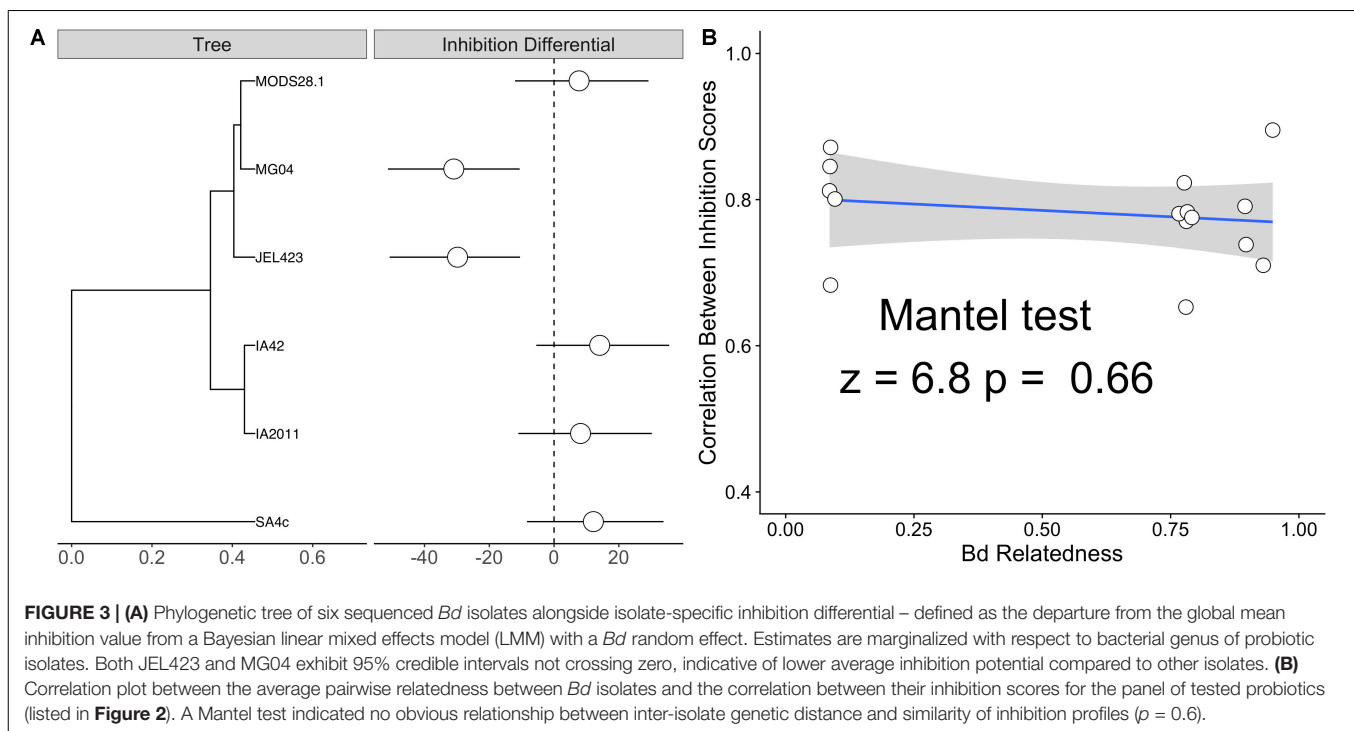 A
Tree
Inhibition Differential
MODS28.1
MG04
JEL423
IA42
IA2011
SA4c
0.0 0.2 0.4 0.6
-40 -20 0 20
B
Correlation Between Inhibition Scores
1.0
0.8
0.6
0.4
Mantel test
z = 6.8 p = 0.66
0.00 0.25 0.50 0.75 1.00
Bd Relatedness
FIGURE 3 | (A) Phylogenetic tree of six sequenced Bd isolates alongside isolate-specific inhibition differential – defined as the departure from the global mean
inhibition value from a Bayesian linear mixed effects model (LMM) with a Bd random effect. Estimates are marginalized with respect to bacterial genus of probiotic
isolates. Both JEL423 and MG04 exhibit 95% credible intervals not crossing zero, indicative of lower average inhibition potential compared to other isolates. (B)
Correlation plot between the average pairwise relatedness between Bd isolates and the correlation between their inhibition scores for the panel of tested probiotics
(listed in Figure 2). A Mantel test indicated no obvious relationship between inter-isolate genetic distance and similarity of inhibition profiles (p = 0.6).